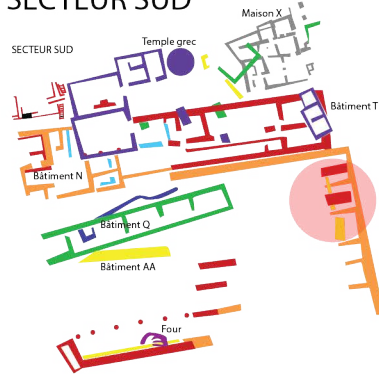 SECTEUR SUD
Maison X
Temple grec
SECTEUR SUD
Bâtiment T
Bâtiment N
Bâtiment Q
Bâtiment AA
Four